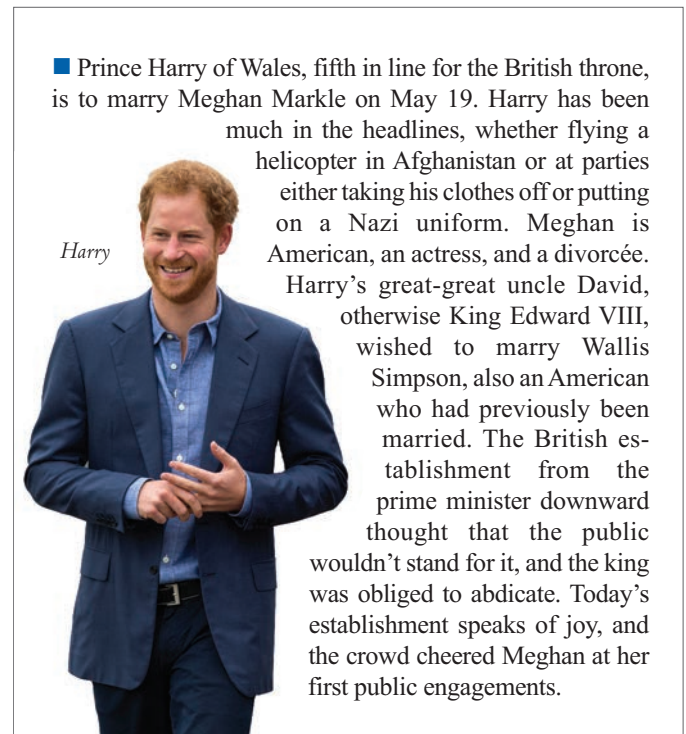 ■ Prince Harry of Wales, fifth in line for the British throne,
is to marry Meghan Markle on May 19. Harry has been
much in the headlines, whether flying a
helicopter in Afghanistan or at parties
either taking his clothes off or putting
on a Nazi uniform. Meghan is
American, an actress, and a divorcée.
Harry’s great-great uncle David,
otherwise King Edward VIII,
wished to marry Wallis
Simpson, also an American
who had previously been
married. The British es-
tablishment from the
prime minister downward
thought that the public
wouldn’t stand for it, and the king
was obliged to abdicate. Today’s
establishment speaks of joy, and
the crowd cheered Meghan at her
first public engagements.
Harry